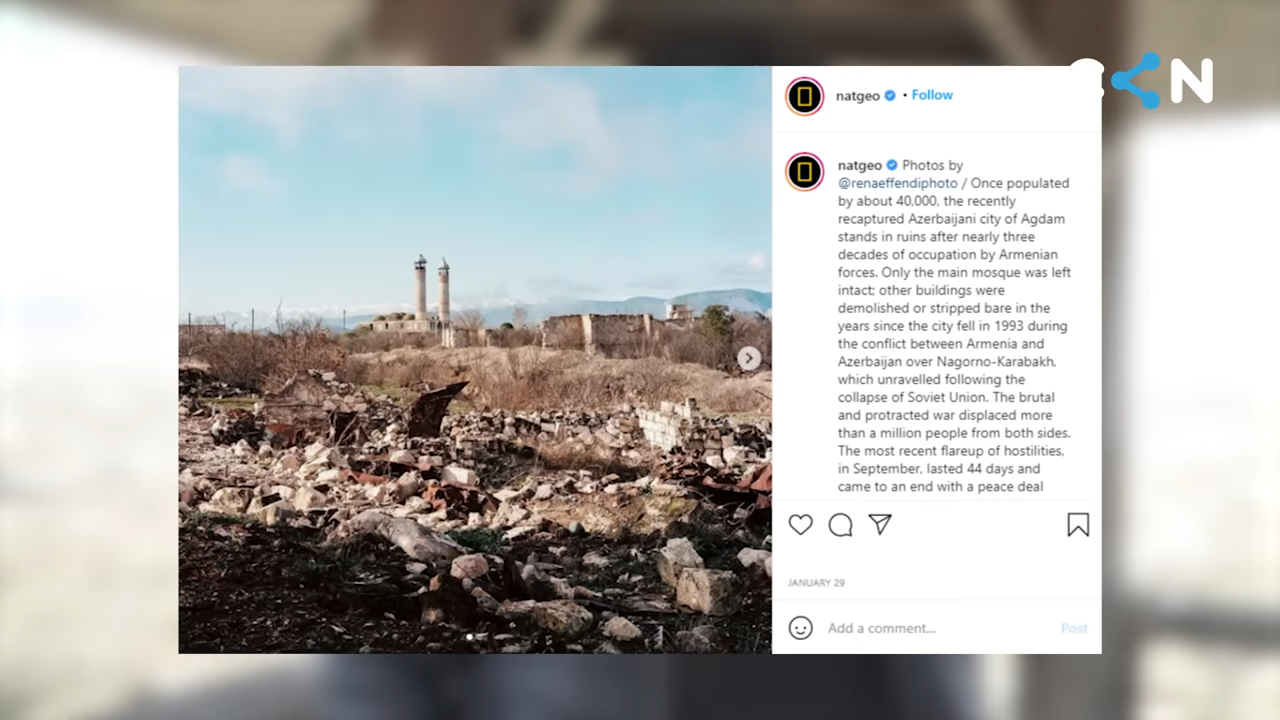 natgeo • Follow
N
natgeo Photos by
@renaeffendiphoto / Once populated
by about 40,000, the recently
recaptured Azerbaijani city of Agdam
stands in ruins after nearly three
decades of occupation by Armenian
forces. Only the main mosque was left
intact; other buildings were
demolished or stripped bare in the
years since the city fell in 1993 during
the conflict between Armenia and
Azerbaijan over Nagorno-Karabakh,
which unravelled following the
collapse of Soviet Union. The brutal
and protracted war displaced more
than a million people from both sides.
The most recent flareup of hostilities,
in September, lasted 44 days and
came to an end with a peace deal
JANUARY 29
Add a comment... Post